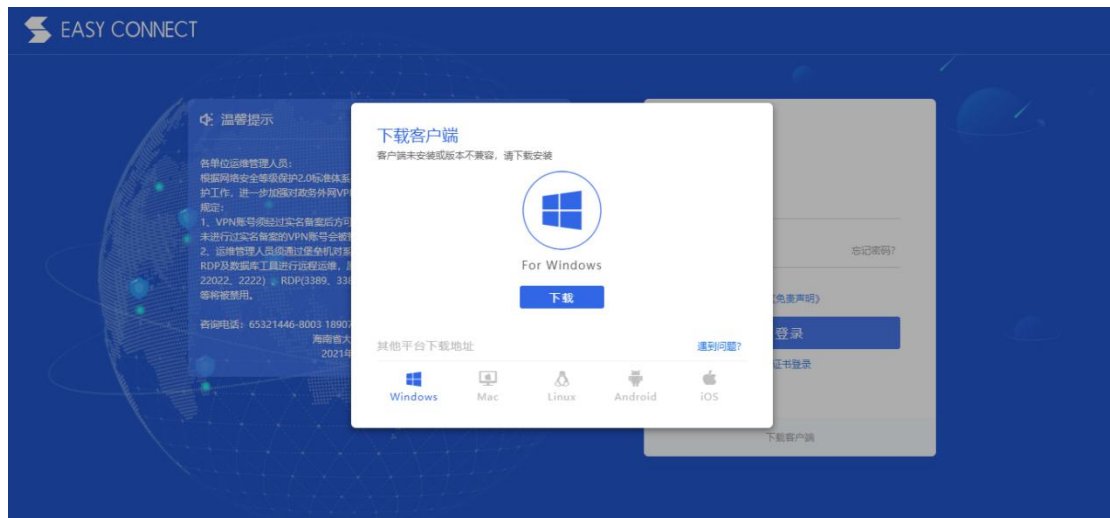 EASY CONNECT
温馨提示
各单位运维管理人员:
根据网络安全等级保护2.0标准体系
护工作，进一步加强对政务外网VP
规定:
1、VPN账号须经过实名备案后方可
未进行过实名备案的VPN账号会被
2、运维管理人员须通过堡垒机对系
RDP及数据库工具进行远程运维，
22022、2222)、RDP(3389、338
等将被禁用。
咨询电话: 65321446-8003 18907
海南省大
2021年
下载客户端
客户端未安装或版本不兼容，请下载安装
For Windows
下载
其他平台下载地址
遇到问题?
Windows
Mac
Linux
Android
iOS
忘记密码?
《免责声明》
登录
证书登录
下载客户端